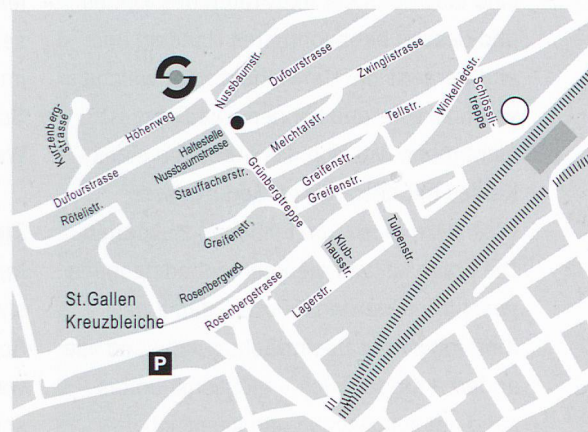 Nussbaumstr.
Dufourstrasse
Zwinglistrasse
Winkelriedstr.
Schlössli-
treppe
Kurzenberg-
strasse
Höhenweg
Haltestelle
Nussbaumstrasse
Melchtalstr.
Tellstr.
Dufourstrasse
Stauffacherstr.
Grünbergtreppe
Greifenstr.
Greifenstr.
Rötelistr.
Greifenstr.
Klub-
hausstr.
Tulpenstr.
Rosenbergweg
St.Gallen
Kreuzbleiche
Rosenbergstrasse
Lagerstr.
P